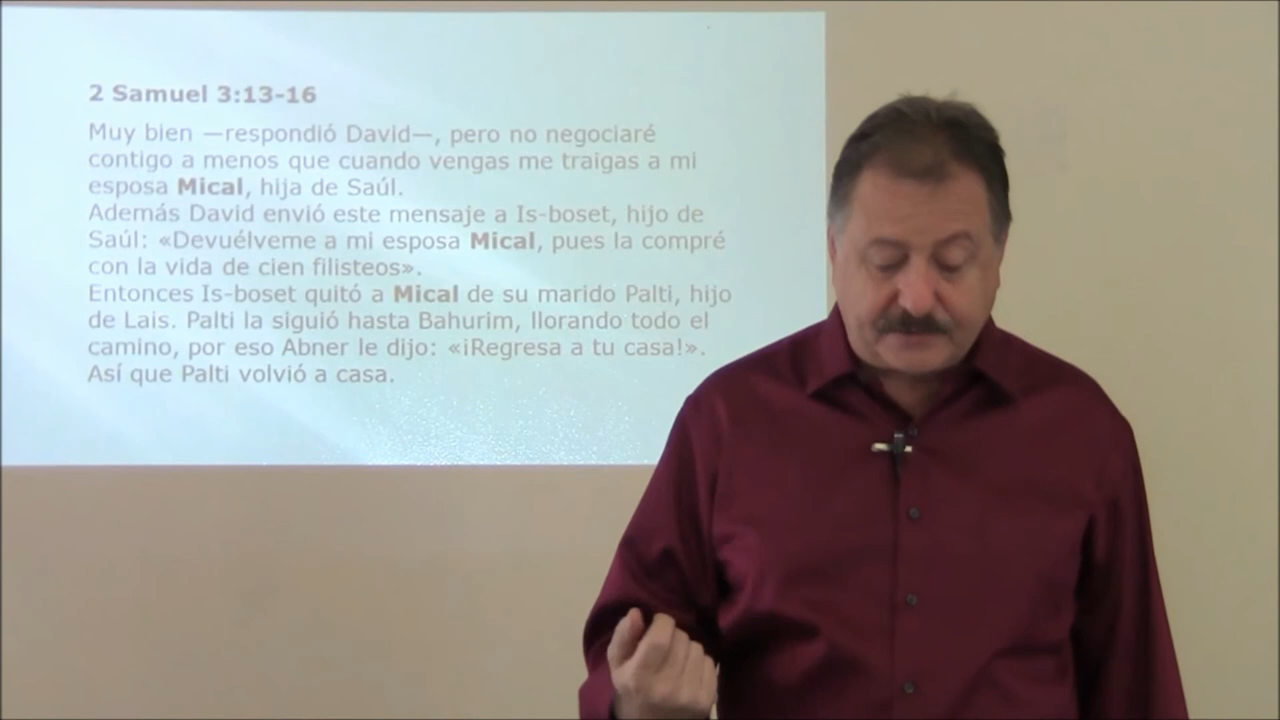 2 Samuel 3:13-16
Muy bien —respondió David—, pero no negociaré
contigo a menos que cuando vengas me traigas a mi
esposa Mical, hija de Saúl.
Además David envió este mensaje a Is-boset, hijo de
Saúl: «Devuélveme a mi esposa Mical, pues la compré
con la vida de cien filisteos».
Entonces Is-boset quitó a Mical de su marido Palti, hijo
de Lais. Palti la siguió hasta Bahurim, llorando todo el
camino, por eso Abner le dijo: «¡Regresa a tu casa!».
Así que Palti volvió a casa.